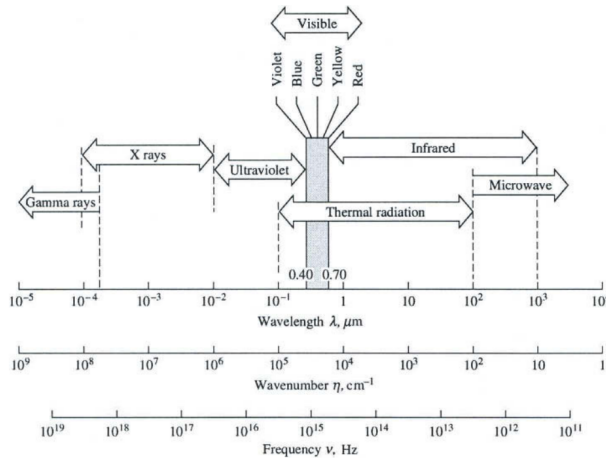 Visible
Violet
Blue
Green
Yellow
Red
X rays
Infrared
Ultraviolet
Microwave
Gamma rays
Thermal radiation
0.40 0.70
10⁻⁵ 10⁻⁴ 10⁻³ 10⁻² 10⁻¹ 1 10 10² 10³
Wavelength λ, μm
10⁹ 10⁸ 10⁷ 10⁶ 10⁵ 10⁴ 10³ 10² 10 1
Wavenumber η, cm⁻¹
10¹⁹ 10¹⁸ 10¹⁷ 10¹⁶ 10¹⁵ 10¹⁴ 10¹³ 10¹² 10¹¹
Frequency ν, Hz